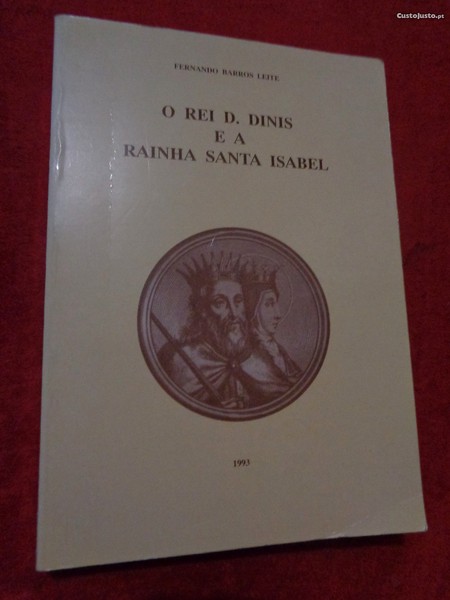 CustoJusto.pt
FERNANDO BARROS LEITE
O REI D. DINIS
E A
RAINHA SANTA ISABEL
1993